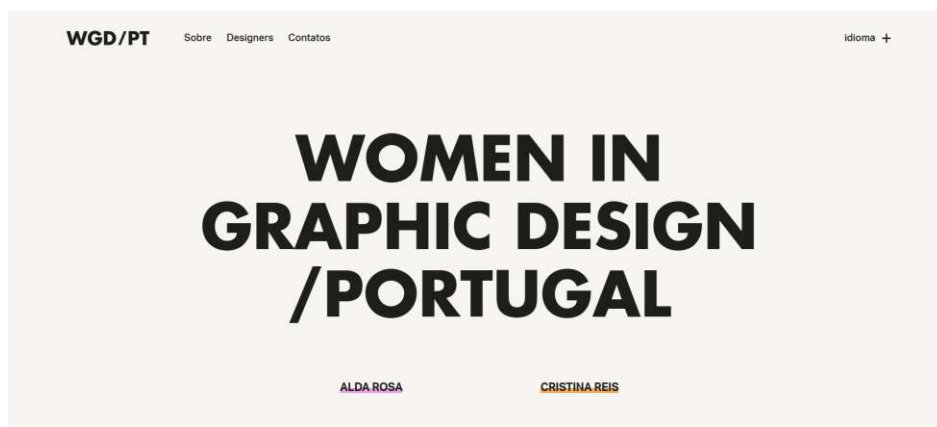 WGD/PT Sobre Designers Contatos idioma +
WOMEN IN
GRAPHIC DESIGN
/PORTUGAL
ALDA ROSA CRISTINA REIS